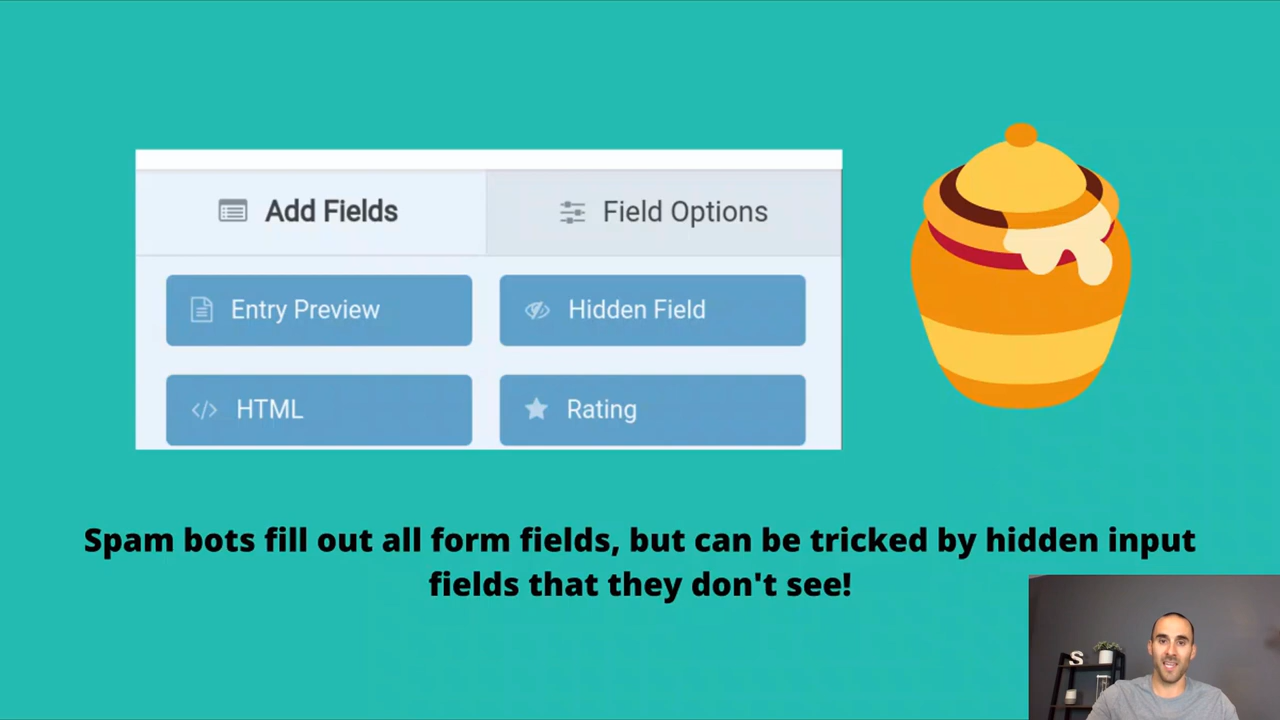 Add Fields
Field Options
Entry Preview
Hidden Field
</> HTML
Rating
Spam bots fill out all form fields, but can be tricked by hidden input
fields that they don't see!
S